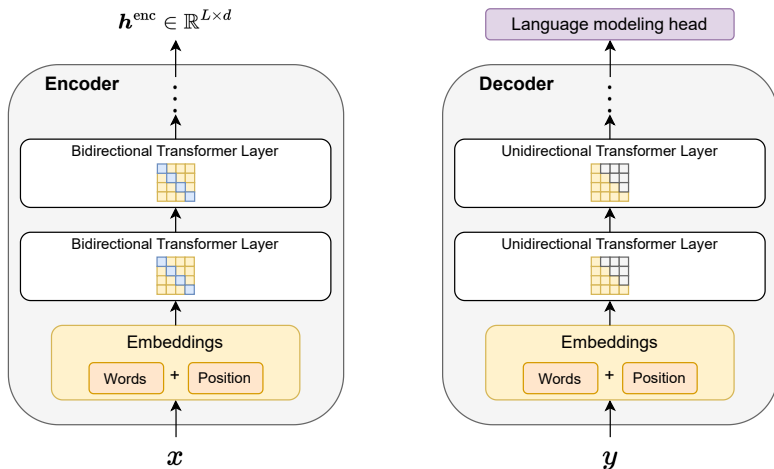 h^enc ∈ ℝ^{L×d}
Encoder
Bidirectional Transformer Layer
Bidirectional Transformer Layer
Embeddings
Words + Position
x
Language modeling head
Decoder
Unidirectional Transformer Layer
Unidirectional Transformer Layer
Embeddings
Words + Position
y